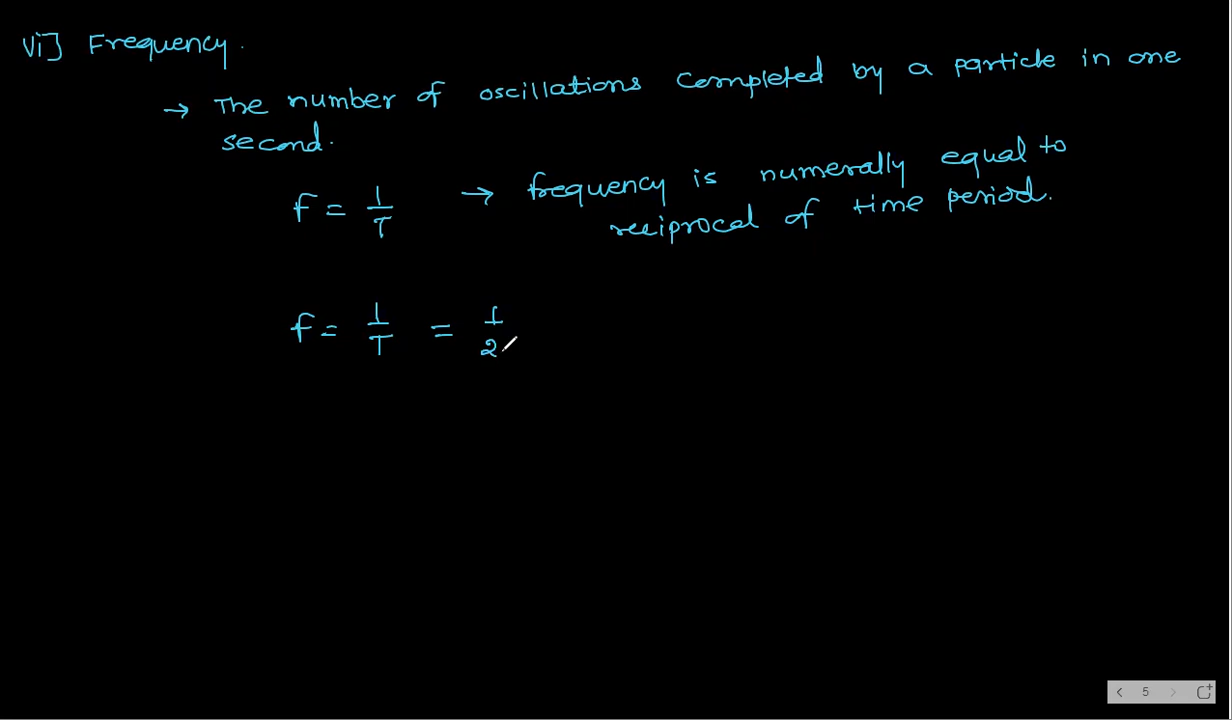 vi] Frequency.
→ The number of oscillations completed by a particle in one
second.
f = 1/T → frequency is numerally equal to
reciprocal of time period.
f = 1/T = 1/2
5